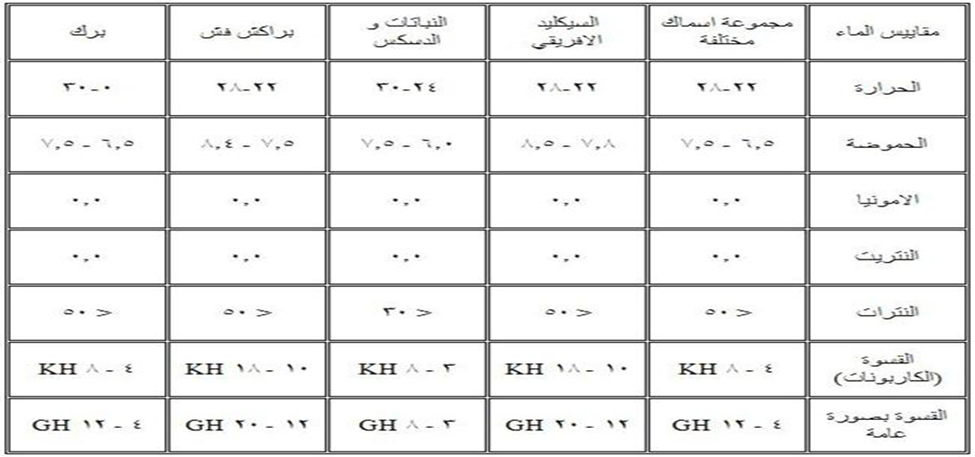 مقاييس الماء
مجموعة اسماك
مختلفة
السيكليد
الافريقي
النباتات و
الدسكس
براكش فش
برك
الحرارة
٢٢-٢٨
٢٢-٢٨
٢٤-٣٠
٢٢-٢٨
٠-٣٠
الحموضة
٦,٥ - ٧,٥
٧,٨ - ٨,٥
٦,٠ - ٧,٥
٧,٥ - ٨,٤
٦,٥ - ٧,٥
الامونيا
٠,٠
٠,٠
٠,٠
٠,٠
٠,٠
النتريت
٠,٠
٠,٠
٠,٠
٠,٠
٠,٠
النترات
< ٥٠
< ٥٠
< ٣٠
< ٥٠
< ٥٠
القسوة
(الكاربونات)
٤ - ٨ KH
١٠ - ١٨ KH
٣ - ٨ KH
١٠ - ١٨ KH
٤ - ٨ KH
القسوة بصورة
عامة
٤ - ١٢ GH
١٢ - ٢٠ GH
٣ - ٨ GH
١٢ - ٢٠ GH
٤ - ١٢ GH